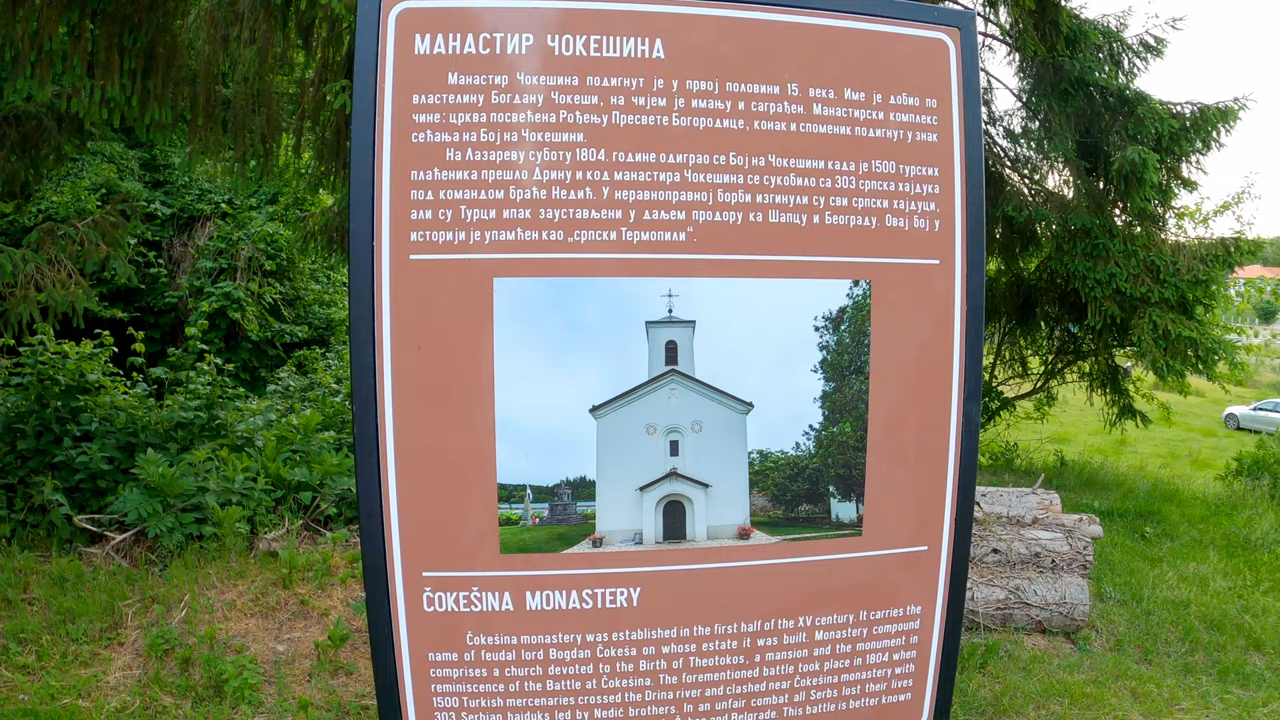 МАНАСТИР ЧОКЕШИНА
Манастир Чокешина подигнут је у првој половини 15. века. Име је добио по
властелину Богдану Чокеши, на чијем је имању и саграђен. Манастирски комплекс
чине: црква посвећена Рођењу Пресвете Богородице, конак и споменик подигнут у знак
сећања на Бој на Чокешини.
На Лазареву суботу 1804. године одиграо се Бој на Чокешини када је 1500 турских
плаћеника прешло Дрину и код манастира Чокешина се сукобило са 303 српска хајдука
под командом браће Недић. У неравноправној борби изгинули су сви српски хајдуци,
али су Турци ипак заустављени у даљем продору ка Шапцу и Београду. Овај бој у
историји је упамћен као „српски Термопили“.
ČOKEŠINA MONASTERY
Čokešina monastery was established in the first half of the XV century. It carries the
name of feudal lord Bogdan Čokeša on whose estate it was built. Monastery compound
comprises a church devoted to the Birth of Theotokos, a mansion and the monument in
reminiscence of the Battle at Čokešina. The forementioned battle took place in 1804 when
1500 Turkish mercenaries crossed the Drina river and clashed near Čokešina monastery with
303 Serbian hajduks led by Nedić brothers. In an unfair combat all Serbs lost their lives
and Belgrade. This battle is better known